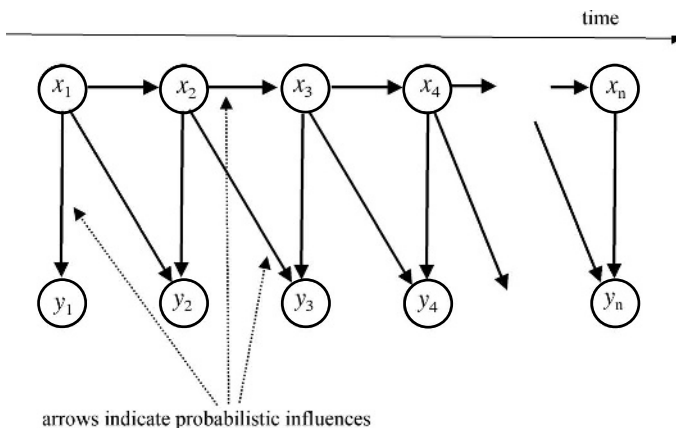 time
x₁ x₂ x₃ x₄ xₙ
y₁ y₂ y₃ y₄ yₙ
arrows indicate probabilistic influences